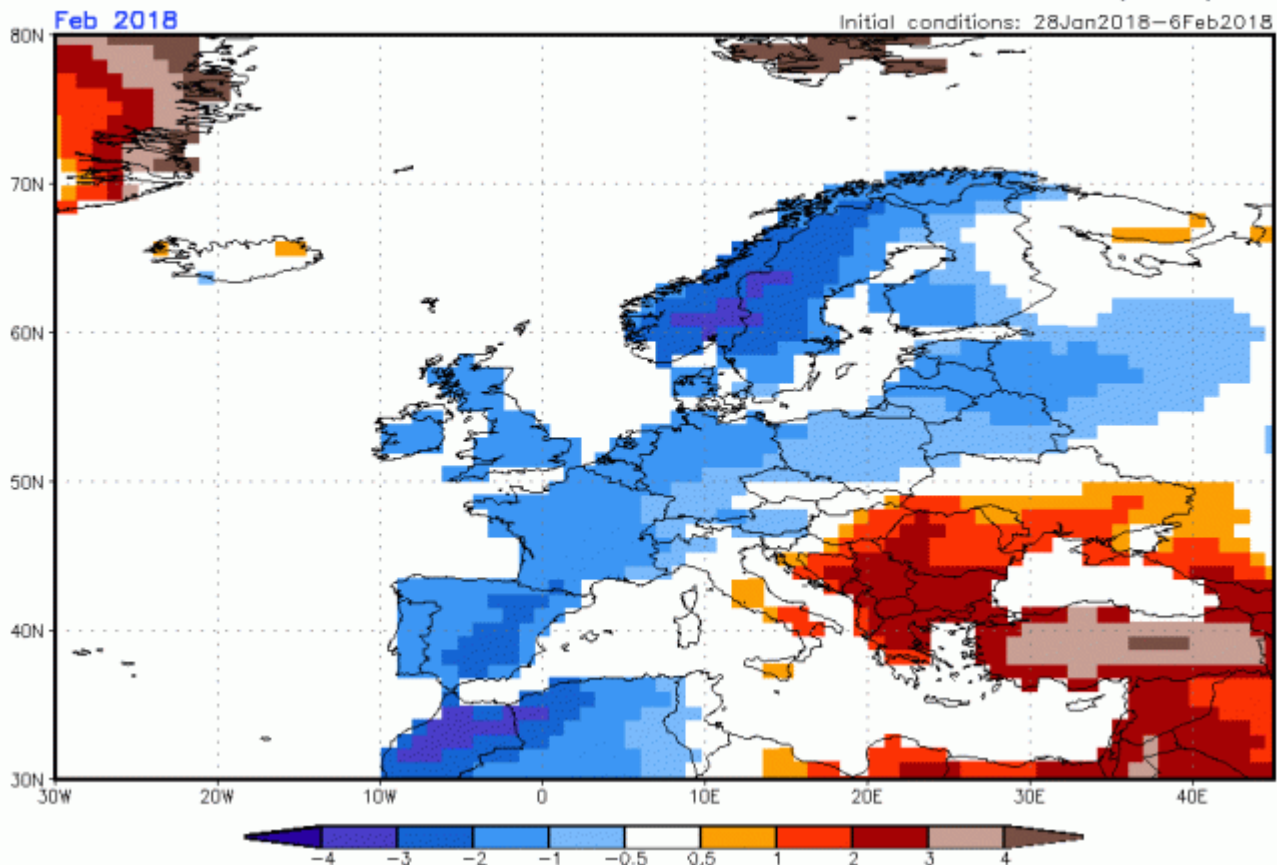 Feb 2018
Initial conditions: 28Jan2018–6Feb2018
80N
70N
60N
50N
40N
30N
30W 20W 10W 0 10E 20E 30E 40E
−4 −3 −2 −1 −0.5 0.5 1 2 3 4